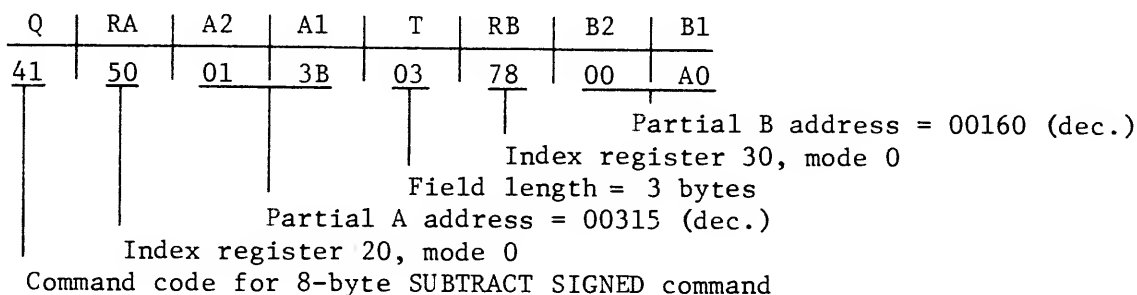 Q RA A2 A1 T RB B2 B1
41 50 01 3B 03 78 00 A0
Partial B address = 00160 (dec.)
Index register 30, mode 0
Field length = 3 bytes
Partial A address = 00315 (dec.)
Index register 20, mode 0
Command code for 8-byte SUBTRACT SIGNED command